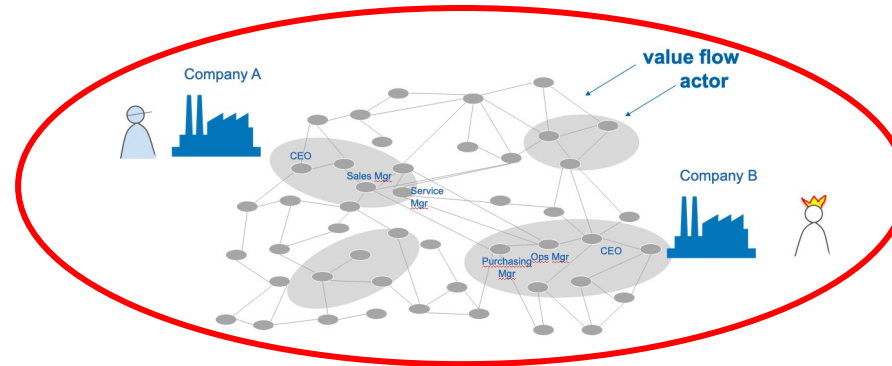 value flow
actor
Company A
CEO
Sales Mgr
Service
Mgr
Company B
Purchasing
Mgr
Ops Mgr
CEO